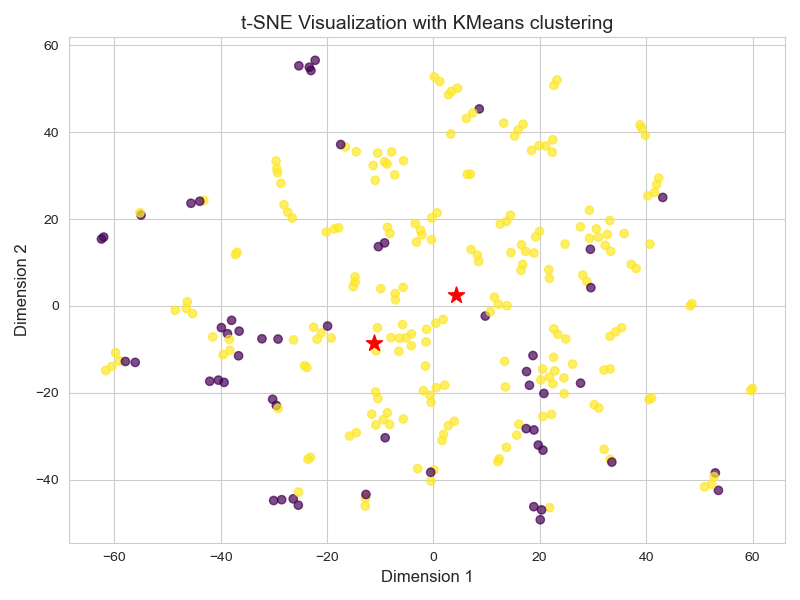 t-SNE Visualization with KMeans clustering
60
40
20
0
−20
−40
Dimension 2
−60 −40 −20 0 20 40 60
Dimension 1